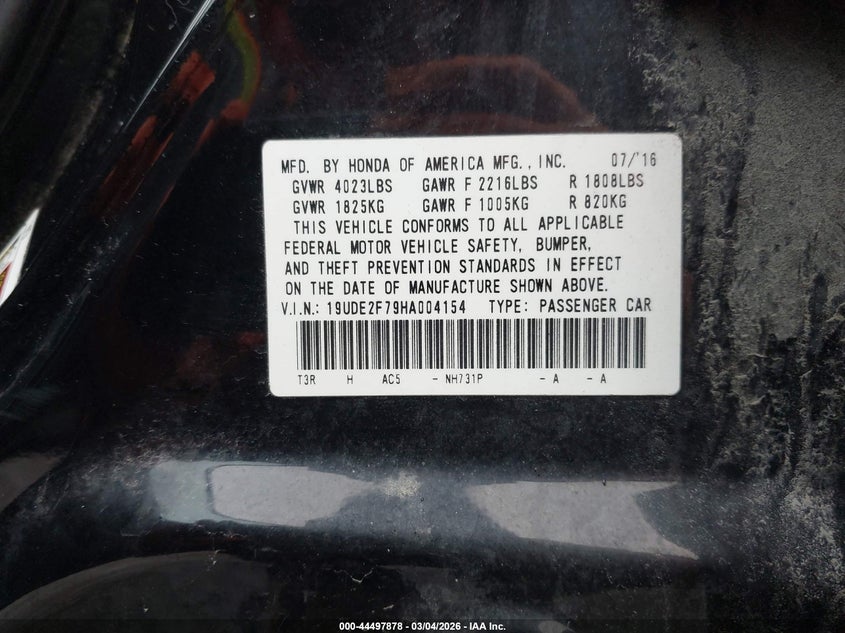 MFD. BY HONDA OF AMERICA MFG., INC. 07/'16
GVWR 4023LBS GAWR F 2216LBS R 1808LBS
GVWR 1825KG GAWR F 1005KG R 820KG
THIS VEHICLE CONFORMS TO ALL APPLICABLE
FEDERAL MOTOR VEHICLE SAFETY, BUMPER,
AND THEFT PREVENTION STANDARDS IN EFFECT
ON THE DATE OF MANUFACTURE SHOWN ABOVE.
V.I.N.: 19UDE2F79HA004154 TYPE: PASSENGER CAR
T3R H AC5 - NH731P - A - A
000-44497878 - 03/04/2026 - IAA Inc.